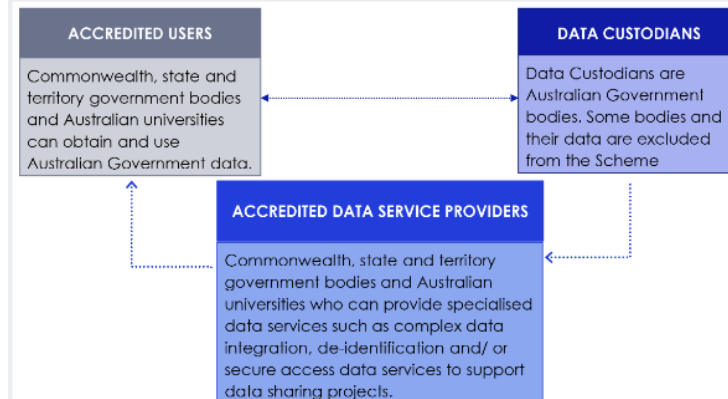 ACCREDITED USERS
Commonwealth, state and
territory government bodies
and Australian universities
can obtain and use
Australian Government data.
DATA CUSTODIANS
Data Custodians are
Australian Government
bodies. Some bodies and
their data are excluded
from the Scheme
ACCREDITED DATA SERVICE PROVIDERS
Commonwealth, state and territory
government bodies and Australian
universities who can provide specialised
data services such as complex data
integration, de-identification and/ or
secure access data services to support
data sharing projects.